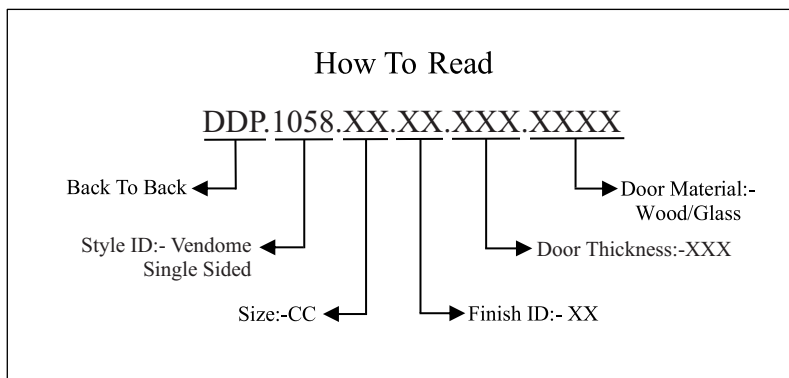 How To Read
DDP.1058.XX.XX.XXX.XXXX
Back To Back
Door Material:-
Wood/Glass
Style ID:- Vendome
Single Sided
Door Thickness:-XXX
Size:-CC
Finish ID:- XX